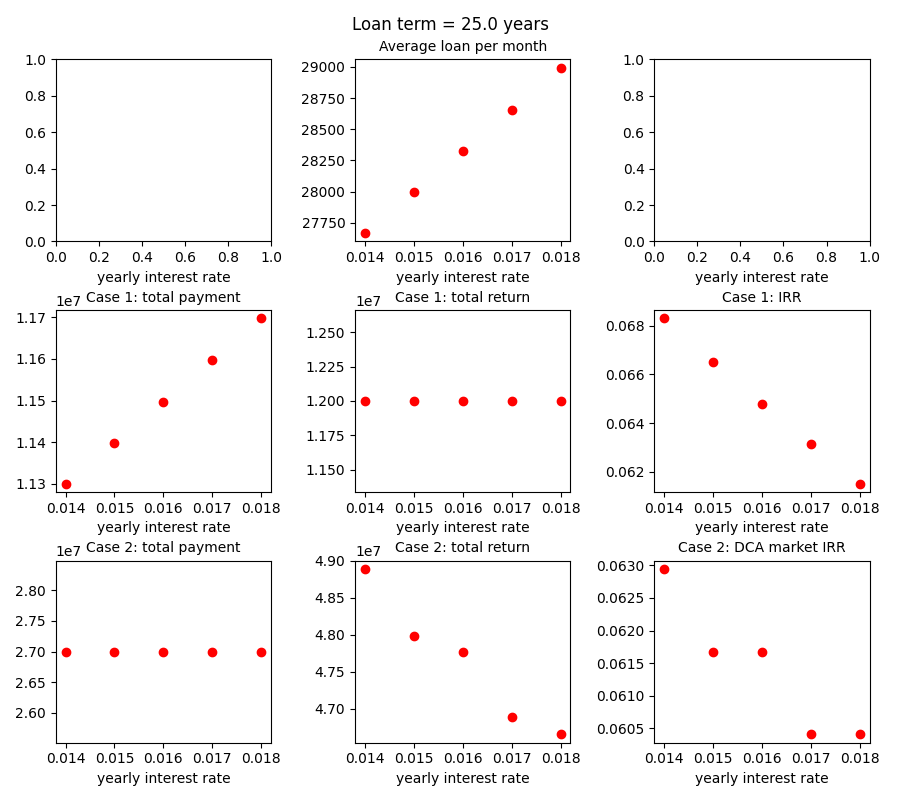 Loan term = 25.0 years
1.0
0.8
0.6
0.4
0.2
0.0
0.0 0.2 0.4 0.6 0.8 1.0
yearly interest rate
Average loan per month
29000
28750
28500
28250
28000
27750
0.014 0.015 0.016 0.017 0.018
yearly interest rate
1.0
0.8
0.6
0.4
0.2
0.0
0.0 0.2 0.4 0.6 0.8 1.0
yearly interest rate
Case 1: total payment
1e7
1.17
1.16
1.15
1.14
1.13
0.014 0.015 0.016 0.017 0.018
yearly interest rate
Case 1: total return
1e7
1.250
1.225
1.200
1.175
1.150
0.014 0.015 0.016 0.017 0.018
yearly interest rate
Case 1: IRR
0.068
0.066
0.064
0.062
0.014 0.015 0.016 0.017 0.018
yearly interest rate
Case 2: total payment
1e7
2.80
2.75
2.70
2.65
2.60
0.014 0.015 0.016 0.017 0.018
yearly interest rate
Case 2: total return
1e7
4.90
4.85
4.80
4.75
4.70
0.014 0.015 0.016 0.017 0.018
yearly interest rate
Case 2: DCA market IRR
0.0630
0.0625
0.0620
0.0615
0.0610
0.0605
0.014 0.015 0.016 0.017 0.018
yearly interest rate